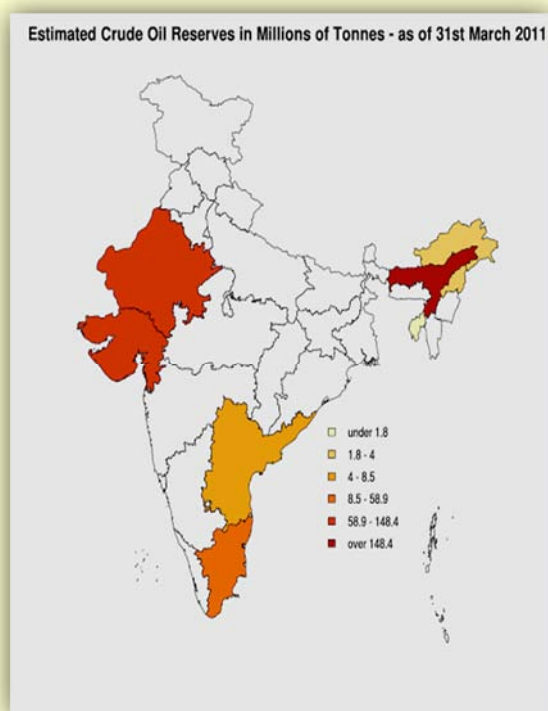 Estimated Crude Oil Reserves in Millions of Tonnes - as of 31st March 2011
under 1.8
1.8 - 4
4 - 8.5
8.5 - 58.9
58.9 - 148.4
over 148.4